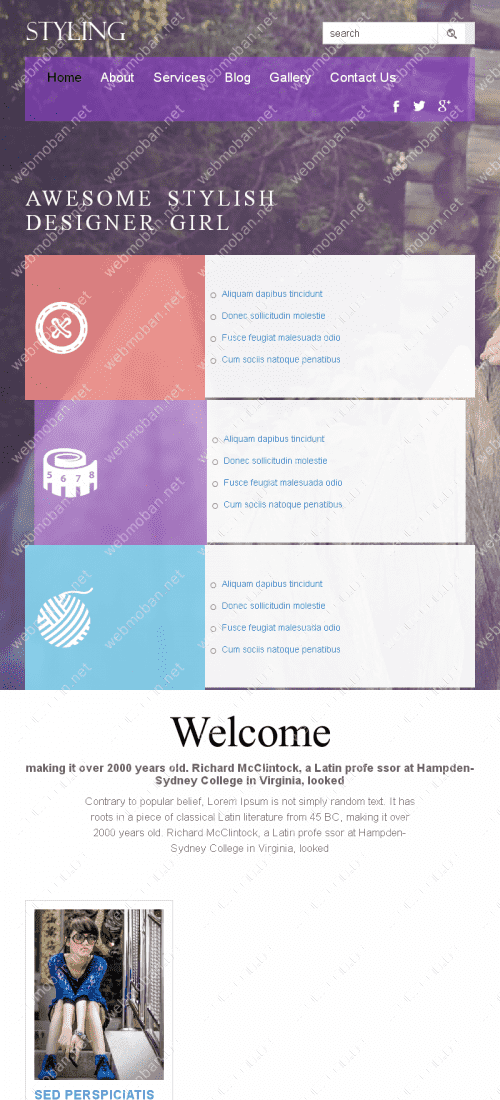 STYLING
search
Home About Services Blog Gallery Contact Us
AWESOME STYLISH
DESIGNER GIRL
Aliquam dapibus tincidunt
Donec sollicitudin molestie
Fusce feugiat malesuada odio
Cum sociis natoque penatibus
5 6 7 8
Aliquam dapibus tincidunt
Donec sollicitudin molestie
Fusce feugiat malesuada odio
Cum sociis natoque penatibus
Aliquam dapibus tincidunt
Donec sollicitudin molestie
Fusce feugiat malesuada odio
Cum sociis natoque penatibus
Welcome
making it over 2000 years old. Richard McClintock, a Latin profe ssor at Hampden-
Sydney College in Virginia, looked
Contrary to popular belief, Lorem Ipsum is not simply random text. It has
roots in a piece of classical Latin literature from 45 BC, making it over
2000 years old. Richard McClintock, a Latin profe ssor at Hampden-
Sydney College in Virginia, looked
SED PERSPICIATIS
webmoban.net